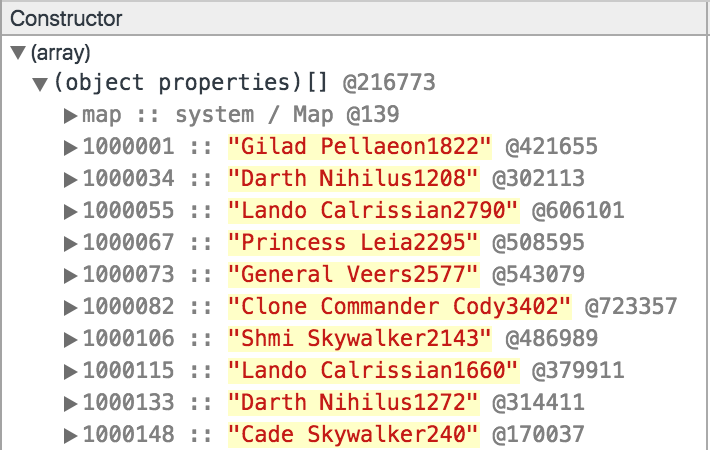 Constructor
▼(array)
▼(object properties)[] @216773
▶map :: system / Map @139
▶1000001 :: "Gilad Pellaeon1822" @421655
▶1000034 :: "Darth Nihilus1208" @302113
▶1000055 :: "Lando Calrissian2790" @606101
▶1000067 :: "Princess Leia2295" @508595
▶1000073 :: "General Veers2577" @543079
▶1000082 :: "Clone Commander Cody3402" @723357
▶1000106 :: "Shmi Skywalker2143" @486989
▶1000115 :: "Lando Calrissian1660" @379911
▶1000133 :: "Darth Nihilus1272" @314411
▶1000148 :: "Cade Skywalker240" @170037